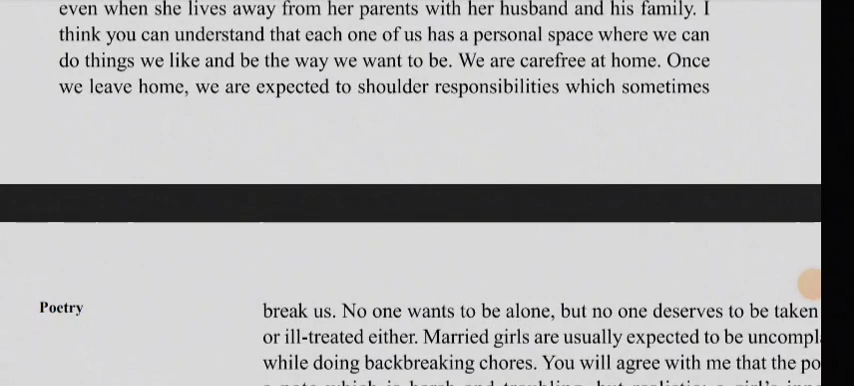 even when she lives away from her parents with her husband and his family. I
think you can understand that each one of us has a personal space where we can
do things we like and be the way we want to be. We are carefree at home. Once
we leave home, we are expected to shoulder responsibilities which sometimes
Poetry
break us. No one wants to be alone, but no one deserves to be taken
or ill-treated either. Married girls are usually expected to be
while doing backbreaking chores. You will agree with me that the